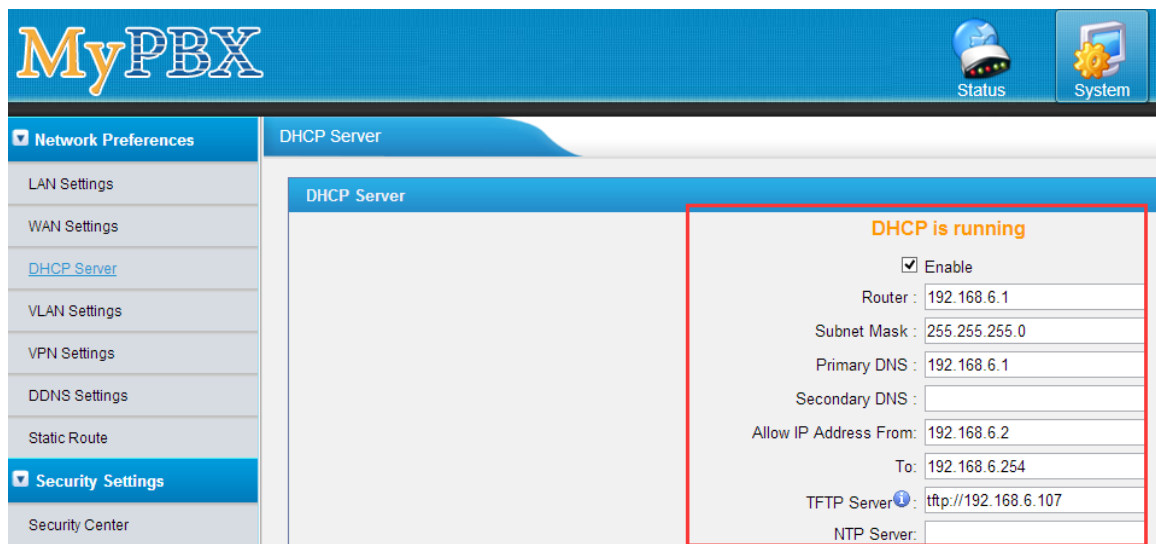 MyPBX
Status
System
Network Preferences
DHCP Server
LAN Settings
DHCP Server
WAN Settings
DHCP is running
DHCP Server
Enable
Router : 192.168.6.1
VLAN Settings
Subnet Mask : 255.255.255.0
VPN Settings
Primary DNS : 192.168.6.1
DDNS Settings
Secondary DNS :
Static Route
Allow IP Address From: 192.168.6.2
To: 192.168.6.254
Security Settings
TFTP Server : tftp://192.168.6.107
Security Center
NTP Server: